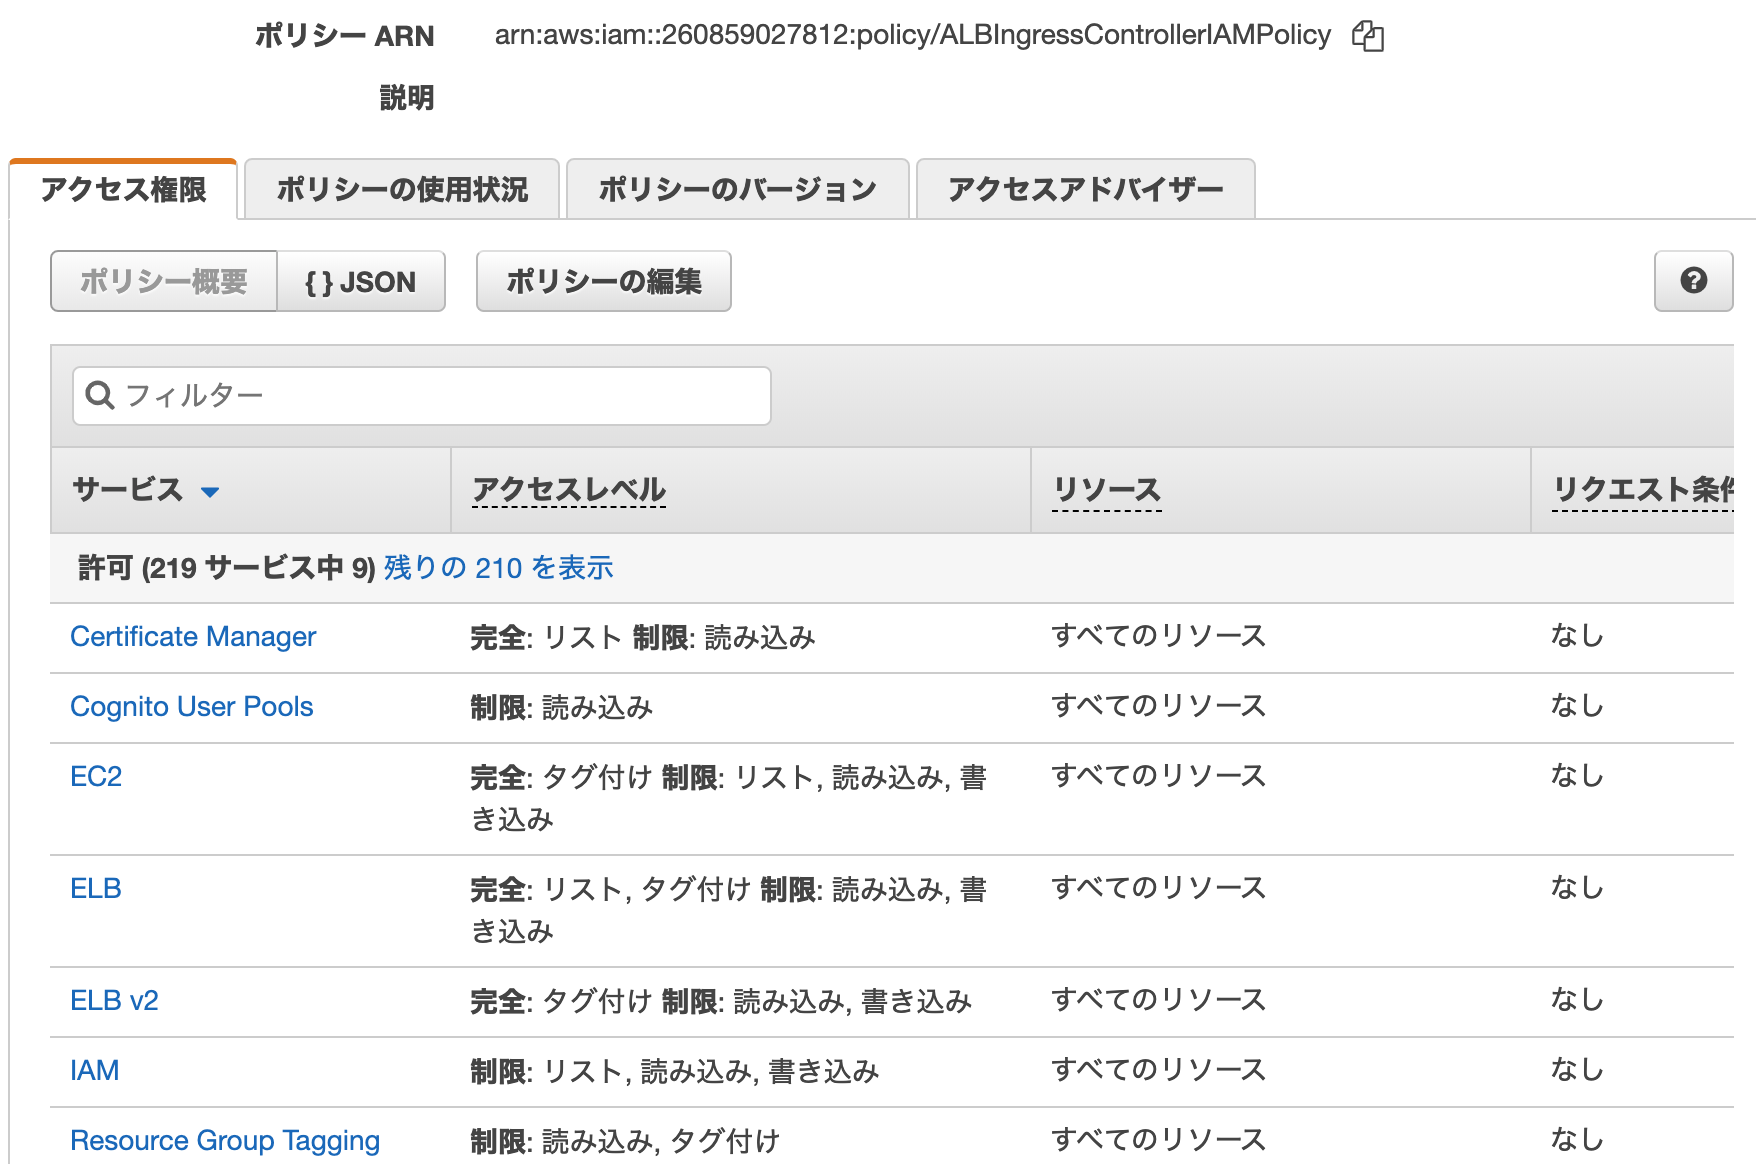 ポリシー ARN arn:aws:iam::260859027812:policy/ALBIngressControllerIAMPolicy
説明
アクセス権限 ポリシーの使用状況 ポリシーのバージョン アクセスアドバイザー
ポリシー概要 { } JSON ポリシーの編集
フィルター
サービス アクセスレベル リソース リクエスト条件
許可 (219 サービス中 9) 残りの 210 を表示
Certificate Manager 完全: リスト 制限: 読み込み すべてのリソース なし
Cognito User Pools 制限: 読み込み すべてのリソース なし
EC2 完全: タグ付け 制限: リスト, 読み込み, 書 すべてのリソース なし
き込み
ELB 完全: リスト, タグ付け 制限: 読み込み, 書 すべてのリソース なし
き込み
ELB v2 完全: タグ付け 制限: 読み込み, 書き込み すべてのリソース なし
IAM 制限: リスト, 読み込み, 書き込み すべてのリソース なし
Resource Group Tagging 制限: 読み込み, タグ付け すべてのリソース なし